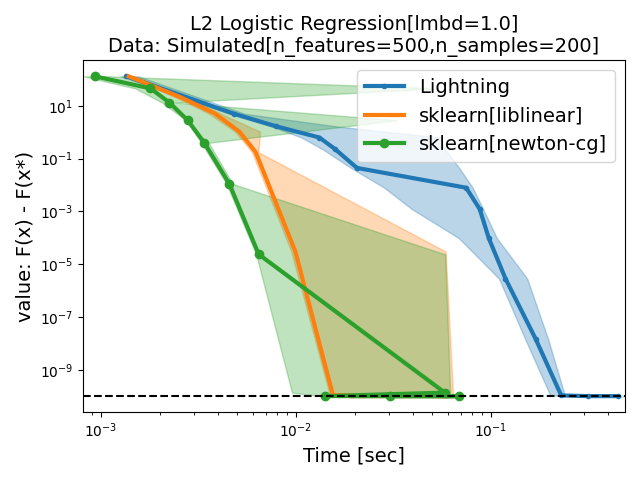 L2 Logistic Regression[lmbd=1.0]
Data: Simulated[n_features=500,n_samples=200]
Lightning
sklearn[liblinear]
sklearn[newton-cg]
value: F(x) - F(x*)
10¹
10⁻¹
10⁻³
10⁻⁵
10⁻⁷
10⁻⁹
10⁻³
10⁻²
10⁻¹
Time [sec]